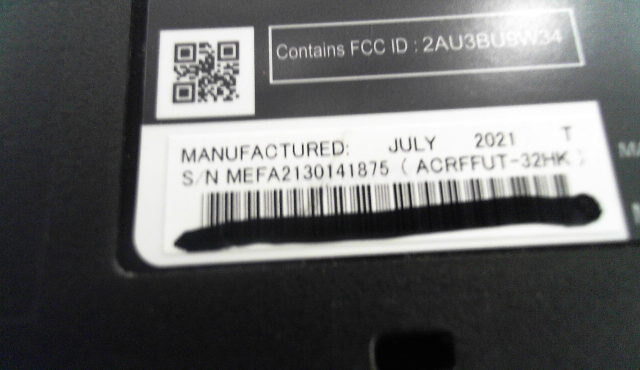 Contains FCC ID : 2AU3BU9W34
MANUFACTURED: JULY 2021 T
S/N MEFA2130141875 ( ACRFFUT-32HK )